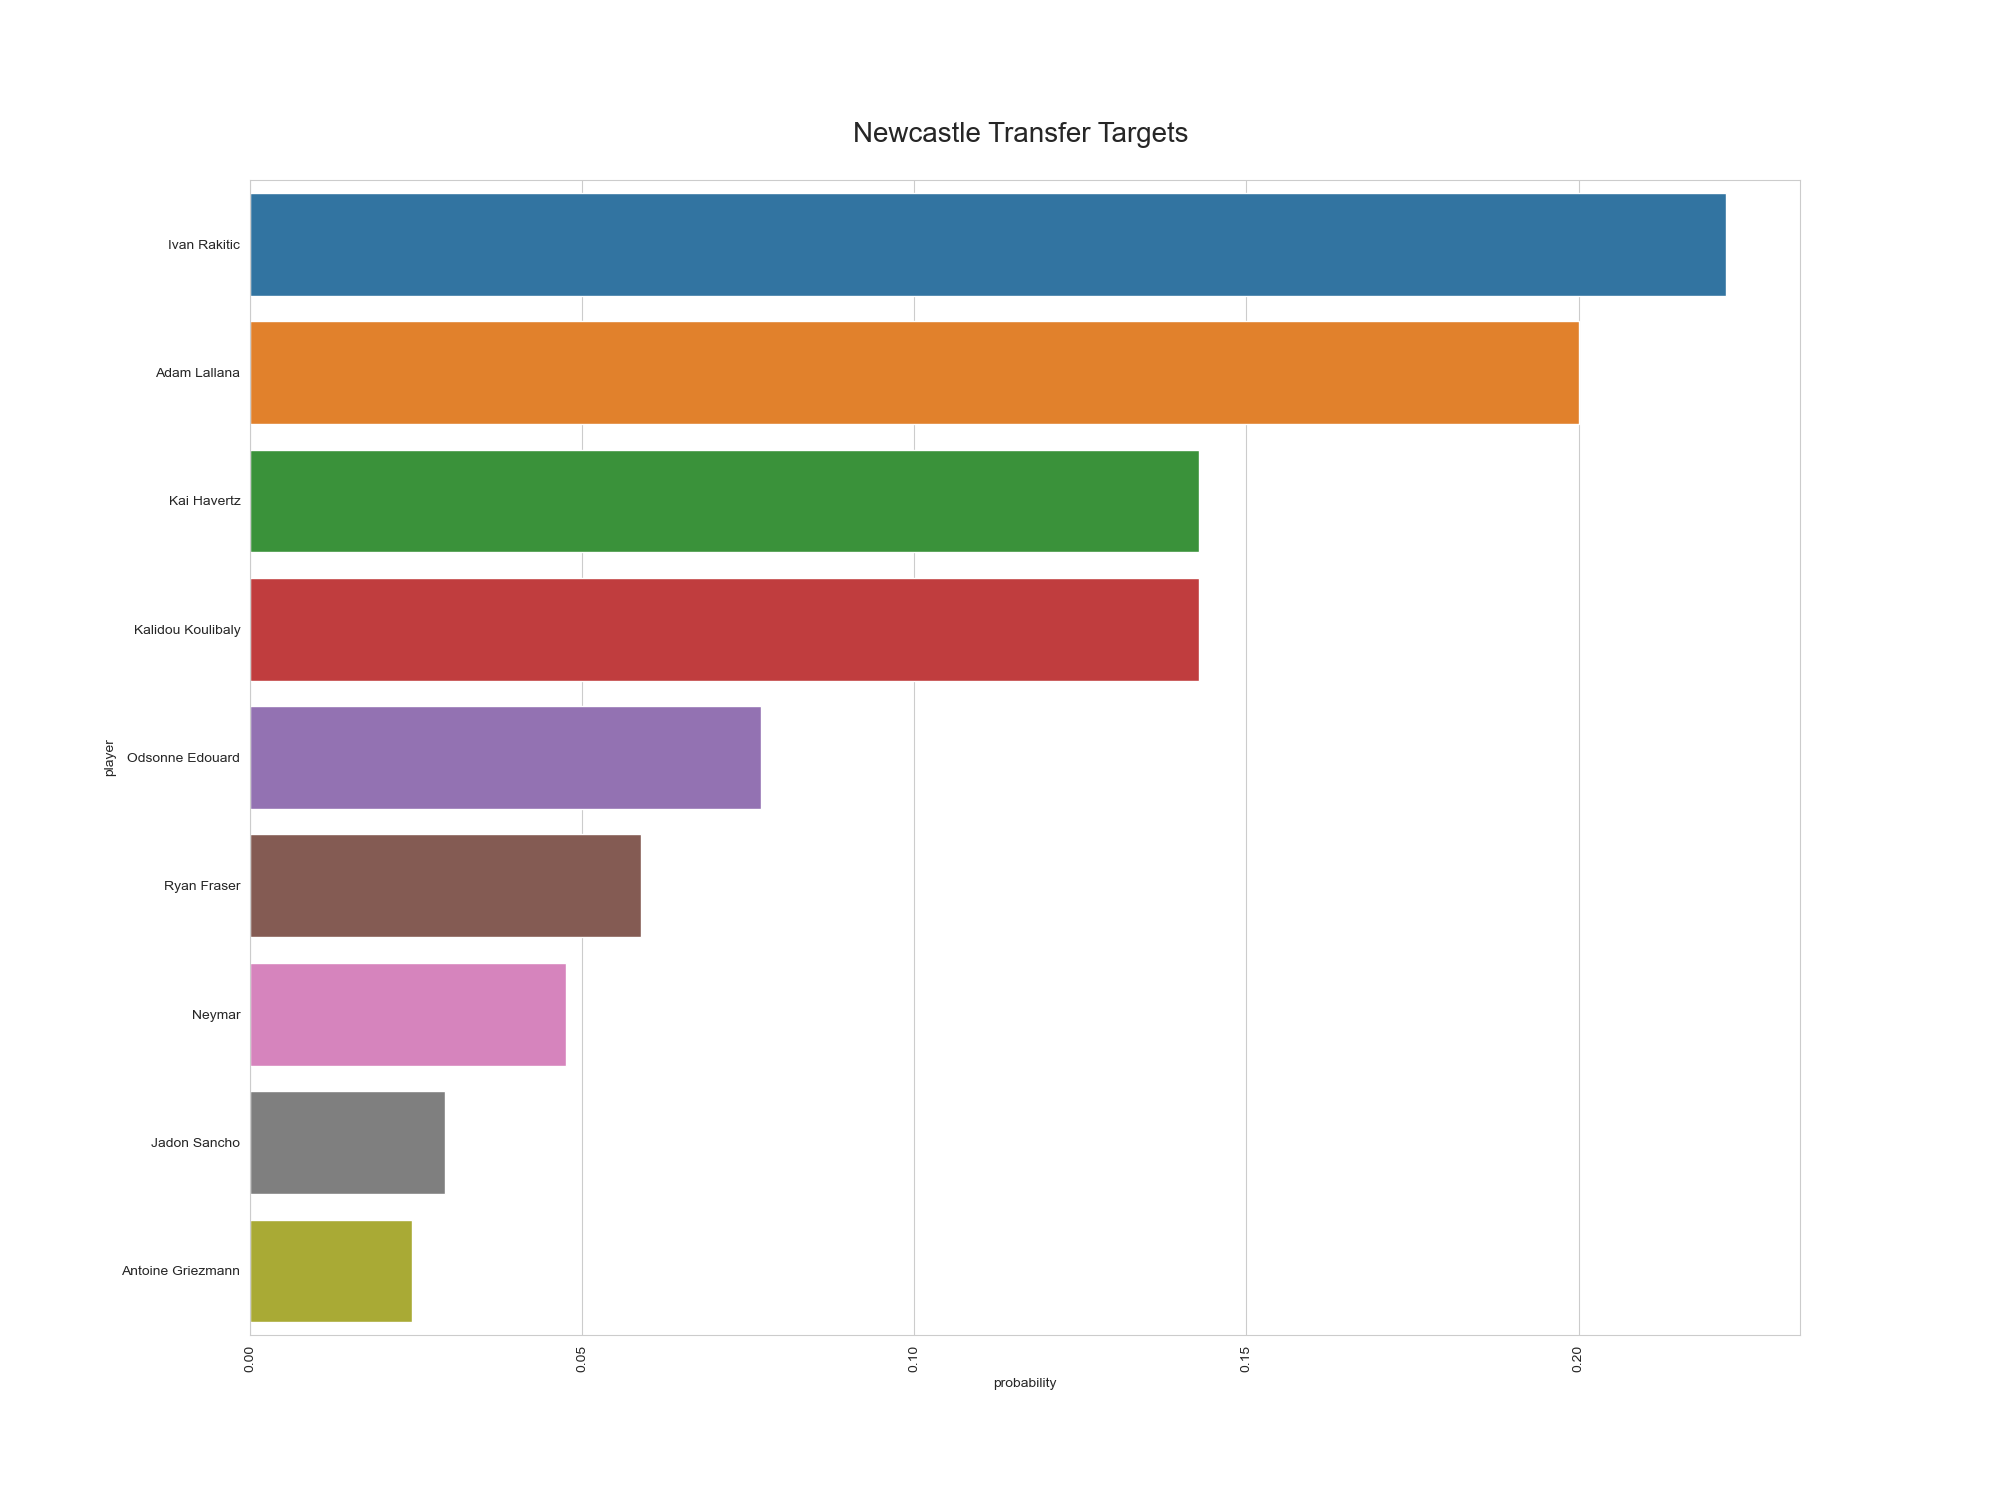 Newcastle Transfer Targets
Ivan Rakitic
Adam Lallana
Kai Havertz
Kalidou Koulibaly
Odsonne Edouard
Ryan Fraser
Neymar
Jadon Sancho
Antoine Griezmann
player
0.00
0.05
0.10
0.15
0.20
probability